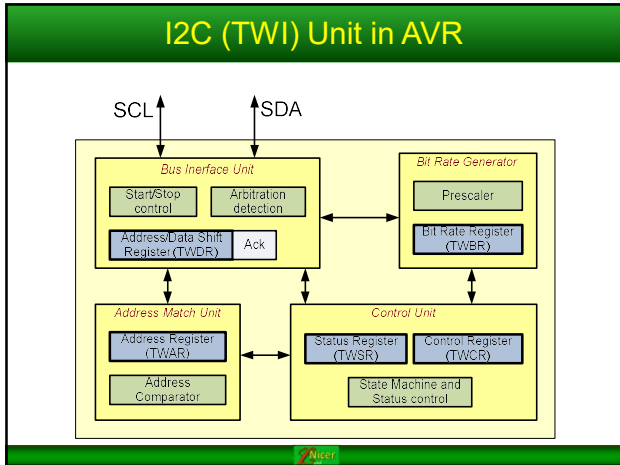 I2C (TWI) Unit in AVR
SCL
SDA
Bus Inerface Unit
Start/Stop
control
Arbitration
detection
Address/Data Shift
Register (TWDR)
Ack
Bit Rate Generator
Prescaler
Bit Rate Register
(TWBR)
Address Match Unit
Address Register
(TWAR)
Address
Comparator
Control Unit
Status Register
(TWSR)
Control Register
(TWCR)
State Machine and
Status control
Nicer